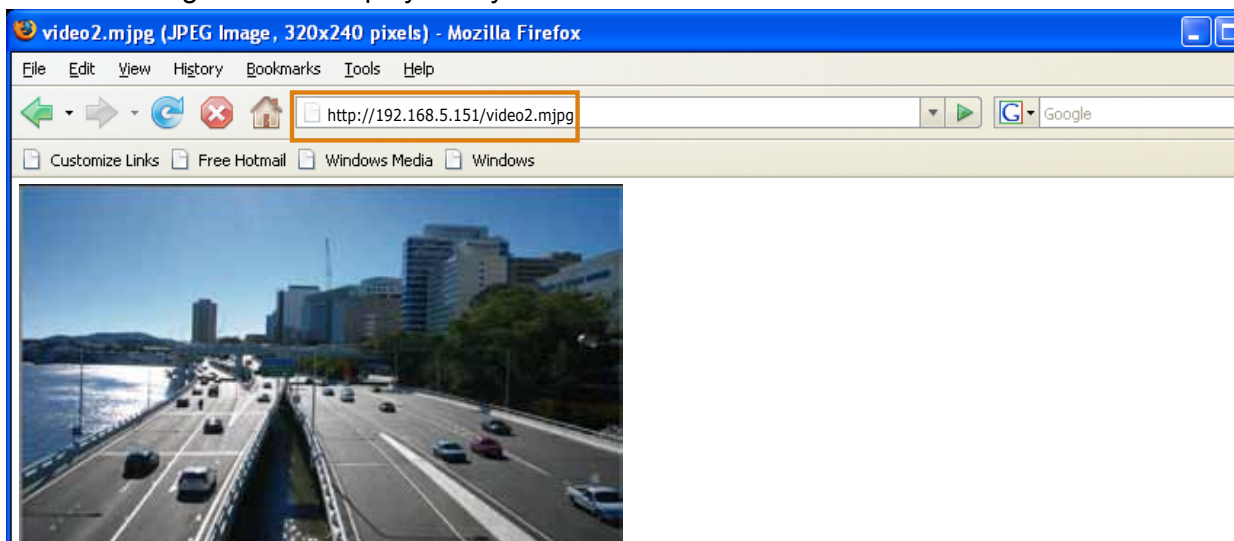 video2.mjpg (JPEG Image, 320x240 pixels) - Mozilla Firefox
File Edit View History Bookmarks Tools Help
http://192.168.5.151/video2.mjpg G Google
Customize Links Free Hotmail Windows Media Windows